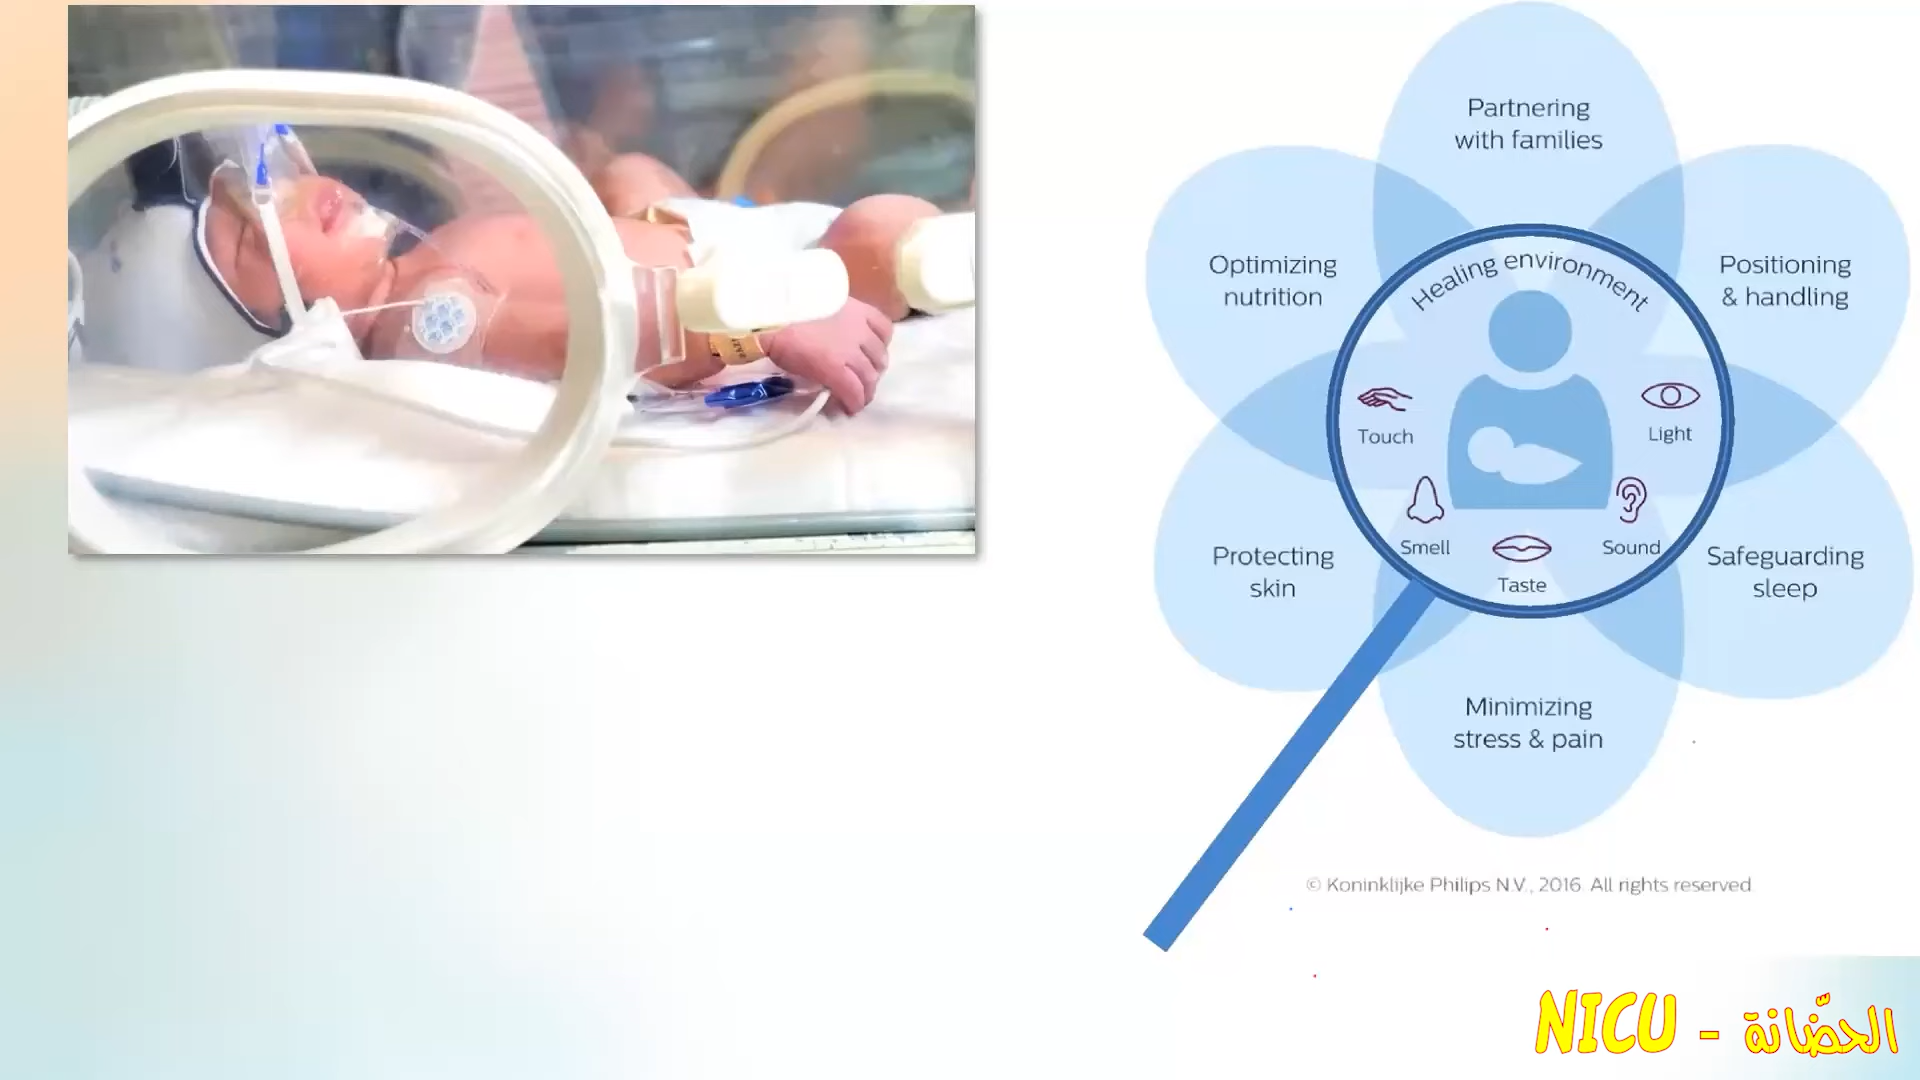 Partnering
with families
Optimizing
nutrition
Positioning
& handling
Healing environment
Touch
Light
Smell
Sound
Taste
Protecting
skin
Safeguarding
sleep
Minimizing
stress & pain
© Koninklijke Philips N.V., 2016. All rights reserved.
NICU - الحضّانة